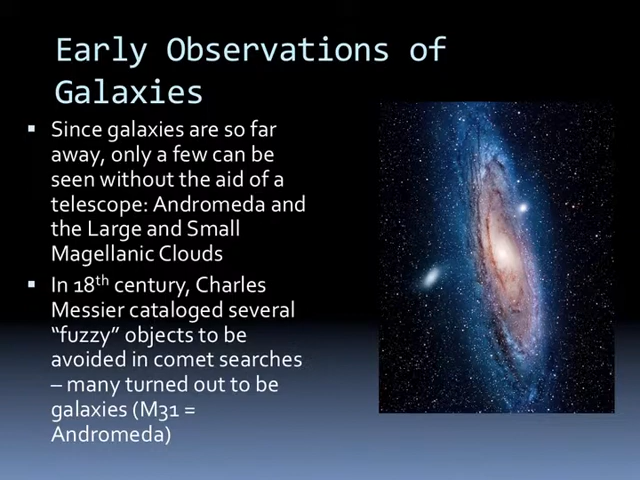 Early Observations of
Galaxies
▪ Since galaxies are so far
away, only a few can be
seen without the aid of a
telescope: Andromeda and
the Large and Small
Magellanic Clouds
▪ In 18th century, Charles
Messier cataloged several
“fuzzy” objects to be
avoided in comet searches
– many turned out to be
galaxies (M31 =
Andromeda)